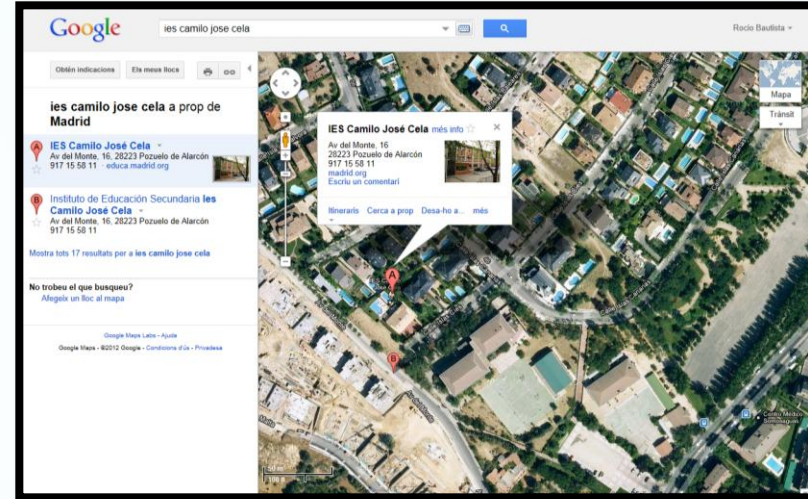 Google
ies camilo jose cela
Rocío Bautista
Obtén indicacions
Els meus llocs
ies camilo jose cela a prop de
Madrid
A
IES Camilo José Cela
Av del Monte, 16, 28223 Pozuelo de Alarcón
917 15 58 11 · educa madrid.org
B
Instituto de Educación Secundaria Ies
Camilo José Cela
Av del Monte, 16, 28223 Pozuelo de Alarcón
917 15 58 11
Mostra tots 17 resultats per a ies camilo jose cela
No trobeu el que busqueu?
Afegeix un lloc al mapa
Google Maps Labs - Ajuda
Google Maps - ©2012 Google - Condicions d'ús - Privadesa
IES Camilo José Cela més info
Av del Monte, 16
28223 Pozuelo de Alarcón
917 15 58 11
madrid.org
Escriu un comentari
Itineraris Cerca a prop Desa-ho a... més
Mapa
Trànsit
A
B
Av del Monte
Centro Médico
Somosaguas
50 m